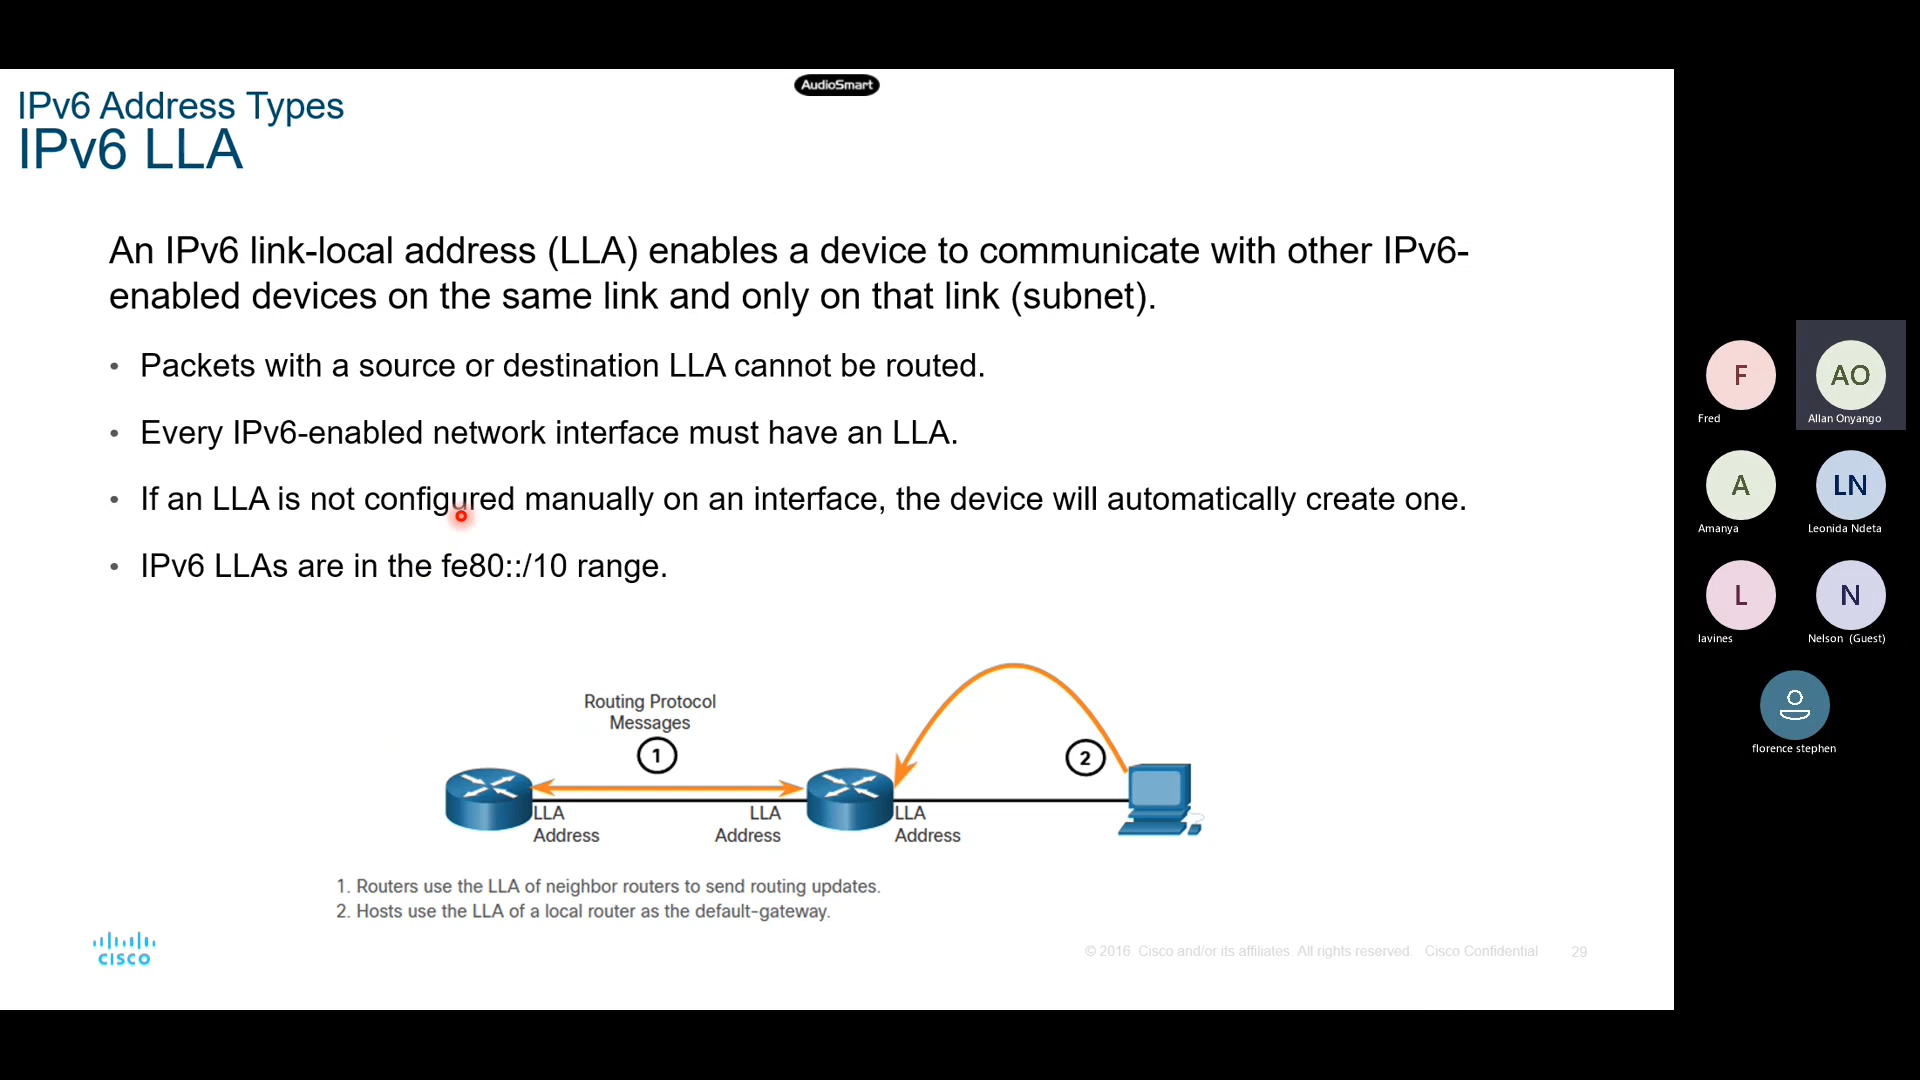 AudioSmart
IPv6 Address Types
IPv6 LLA
An IPv6 link-local address (LLA) enables a device to communicate with other IPv6-
enabled devices on the same link and only on that link (subnet).
• Packets with a source or destination LLA cannot be routed.
• Every IPv6-enabled network interface must have an LLA.
• If an LLA is not configured manually on an interface, the device will automatically create one.
• IPv6 LLAs are in the fe80::/10 range.
Routing Protocol
Messages
1
2
LLA
Address
LLA
Address
LLA
Address
1. Routers use the LLA of neighbor routers to send routing updates.
2. Hosts use the LLA of a local router as the default-gateway.
CISCO
© 2016 Cisco and/or its affiliates. All rights reserved. Cisco Confidential
29
F
Fred
AO
Allan Onyango
A
Amanya
LN
Leonida Ndeta
L
lavines
N
Nelson (Guest)
florence stephen